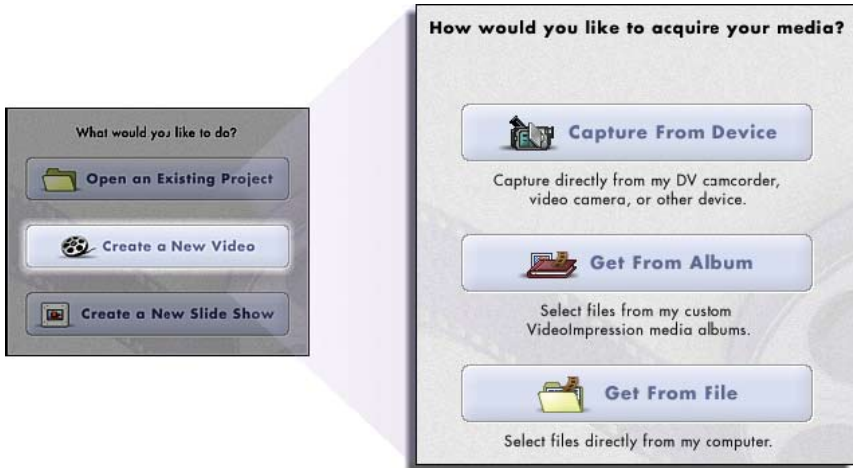 What would you like to do?
Open an Existing Project
Create a New Video
Create a New Slide Show
How would you like to acquire your media?
Capture From Device
Capture directly from my DV camcorder,
video camera, or other device.
Get From Album
Select files from my custom
VideoImpression media albums.
Get From File
Select files directly from my computer.